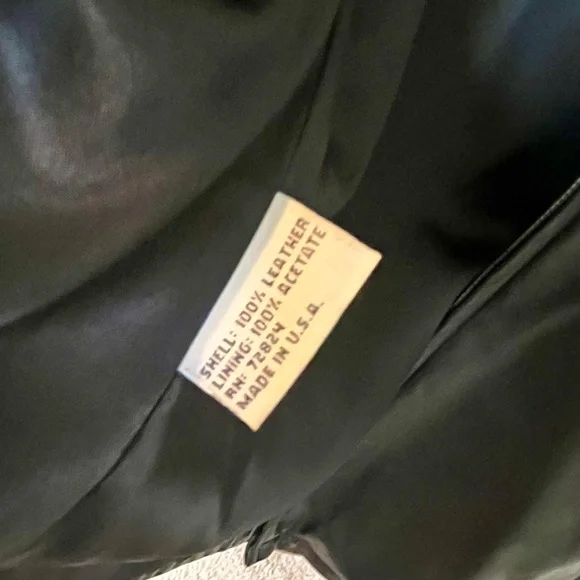 SHELL: 100% LEATHER
LINING: 100% ACETATE
RN: 72824
MADE IN U.S.A.